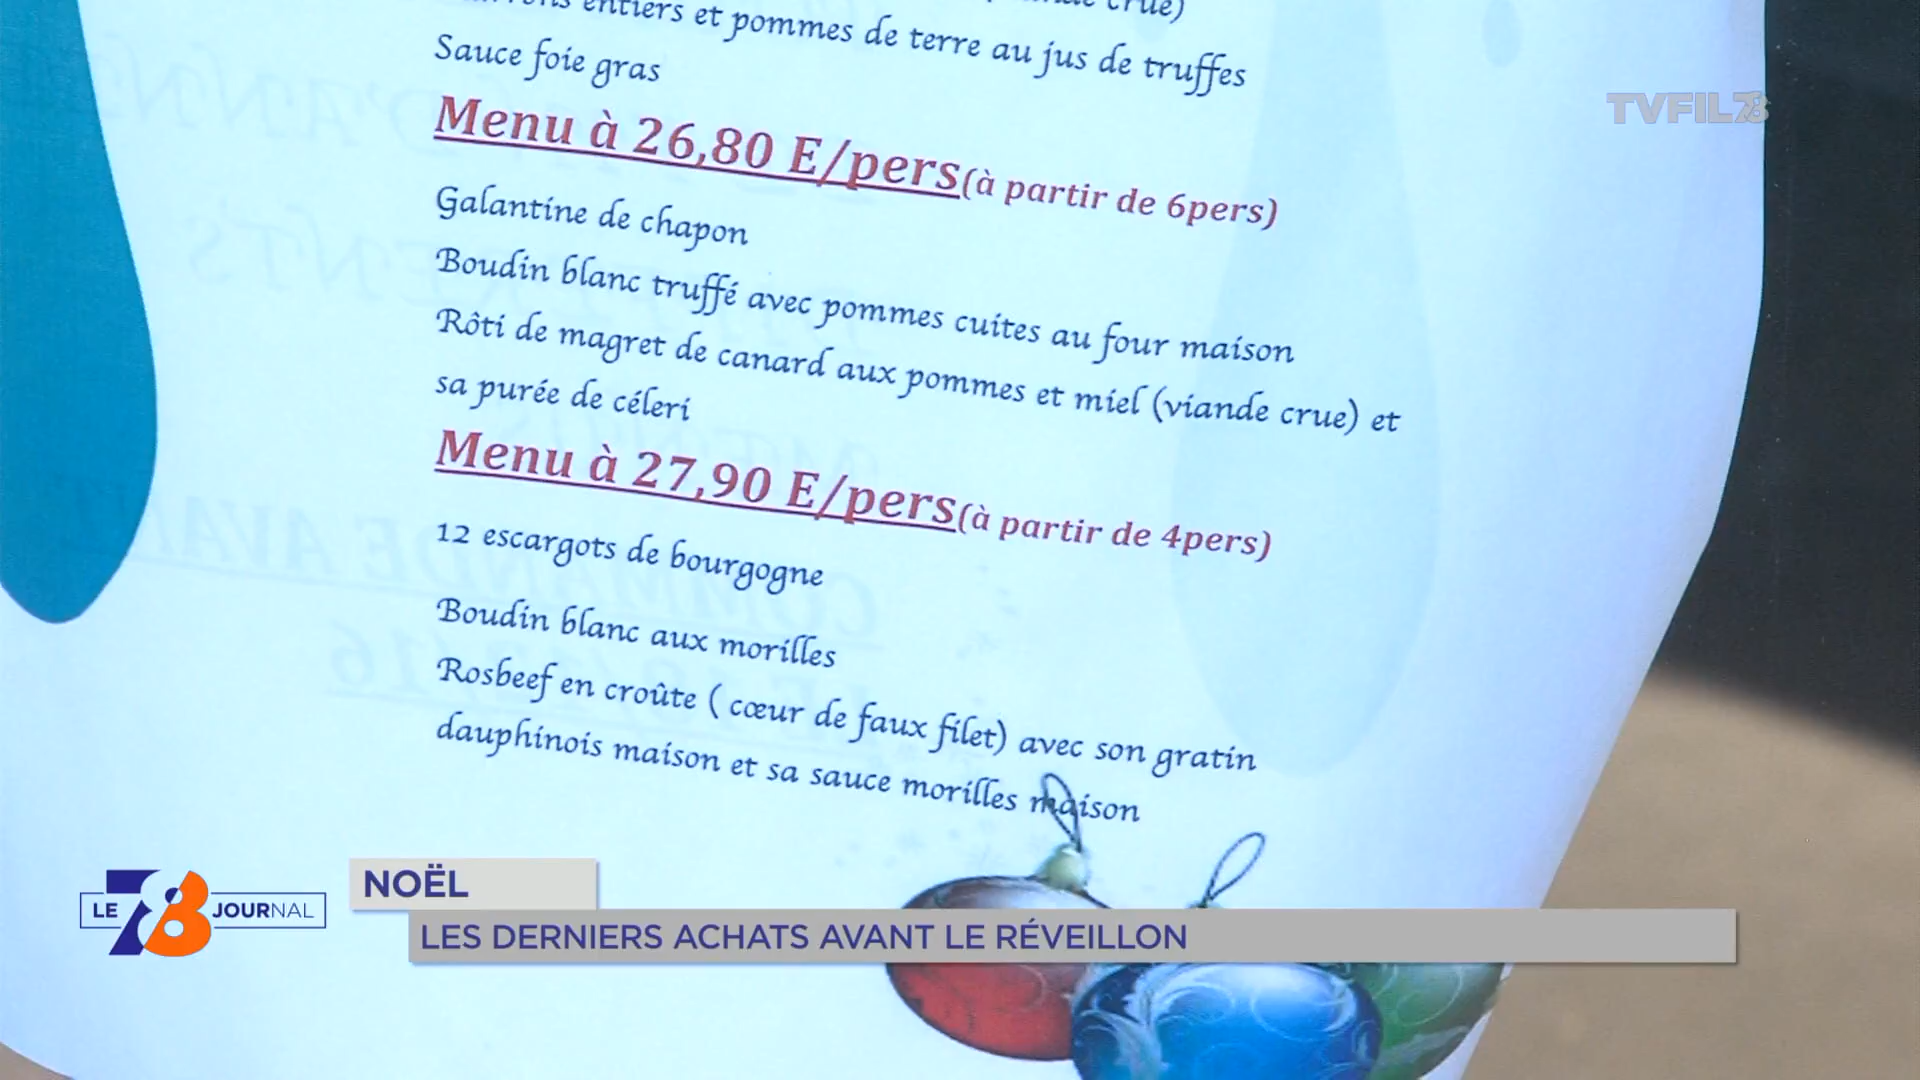 entiers et pommes de terre au jus de truffes
Sauce foie gras
Menu à 26,80 E/pers(à partir de 6pers)
Galantine de chapon
Boudin blanc truffé avec pommes cuites au four maison
Rôti de magret de canard aux pommes et miel (viande crue) et
sa purée de céleri
Menu à 27,90 E/pers(à partir de 4pers)
12 escargots de bourgogne
Boudin blanc aux morilles
Rosbeef en croûte ( cœur de faux filet) avec son gratin
dauphinois maison et sa sauce morilles maison
TVFIL78
LE 78 JOURNAL
NOËL
LES DERNIERS ACHATS AVANT LE RÉVEILLON